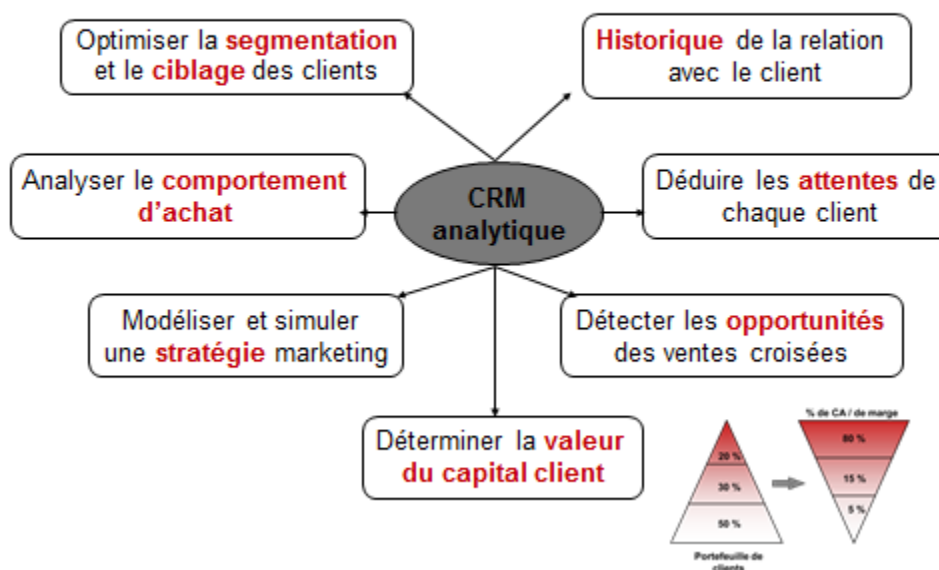 Optimiser la segmentation
et le ciblage des clients
Historique de la relation
avec le client
Analyser le comportement
d'achat
CRM
analytique
Déduire les attentes de
chaque client
Modéliser et simuler
une stratégie marketing
Détecter les opportunités
des ventes croisées
Déterminer la valeur
du capital client
% de CA / de marge
20 %
30 %
50 %
80 %
15 %
5 %
Portefeuille de
clients